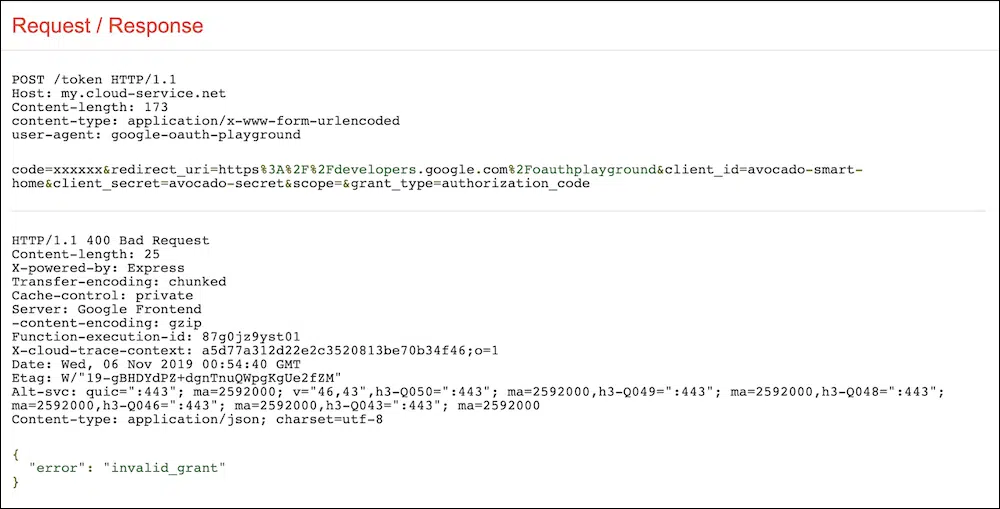 Request / Response
POST /token HTTP/1.1
Host: my.cloud-service.net
Content-length: 173
content-type: application/x-www-form-urlencoded
user-agent: google-oauth-playground
code=xxxxxx&redirect_uri=https%3A%2F%2Fdevelopers.google.com%2Foauthplayground&client_id=avocado-smart-
home&client_secret=avocado-secret&scope=&grant_type=authorization_code
HTTP/1.1 400 Bad Request
Content-length: 25
X-powered-by: Express
Transfer-encoding: chunked
Cache-control: private
Server: Google Frontend
-content-encoding: gzip
Function-execution-id: 87g0jz9yst01
X-cloud-trace-context: a5d77a312d22e2c3520813be70b34f46;o=1
Date: Wed, 06 Nov 2019 00:54:40 GMT
Etag: W/"19-gBHDYdPZ+dgnTnuQWpgKgUe2fZM"
Alt-svc: quic=":443"; ma=2592000; v="46,43",h3-Q050=":443"; ma=2592000,h3-Q049=":443"; ma=2592000,h3-Q048=":443";
ma=2592000,h3-Q046=":443"; ma=2592000,h3-Q043=":443"; ma=2592000
Content-type: application/json; charset=utf-8
{
  "error": "invalid_grant"
}